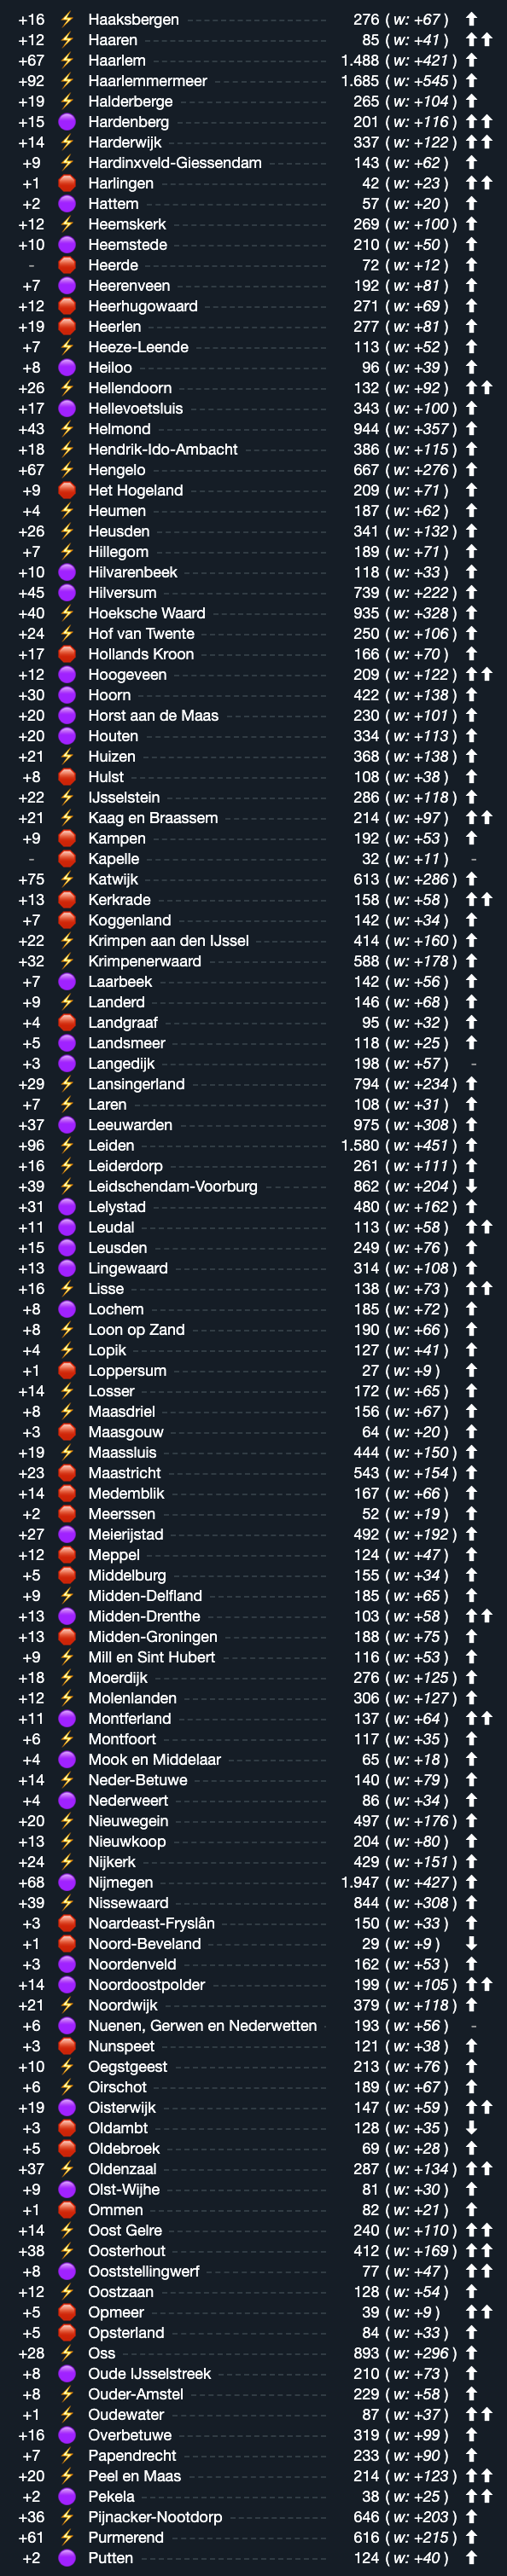 +16 ⚡ Haaksbergen 276 ( w: +67 ) ⬆
+12 ⚡ Haaren 85 ( w: +41 ) ⬆⬆
+67 ⚡ Haarlem 1.488 ( w: +421 ) ⬆
+92 ⚡ Haarlemmermeer 1.685 ( w: +545 ) ⬆
+19 ⚡ Halderberge 265 ( w: +104 ) ⬆
+15 🟣 Hardenberg 201 ( w: +116 ) ⬆⬆
+14 ⚡ Harderwijk 337 ( w: +122 ) ⬆⬆
+9 ⚡ Hardinxveld-Giessendam 143 ( w: +62 ) ⬆
+1 🛑 Harlingen 42 ( w: +23 ) ⬆⬆
+2 🟣 Hattem 57 ( w: +20 ) ⬆
+12 ⚡ Heemskerk 269 ( w: +100 ) ⬆
+10 🟣 Heemstede 210 ( w: +50 ) ⬆
- 🛑 Heerde 72 ( w: +12 ) ⬆
+7 🟣 Heerenveen 192 ( w: +81 ) ⬆
+12 🛑 Heerhugowaard 271 ( w: +69 ) ⬆
+19 🛑 Heerlen 277 ( w: +81 ) ⬆
+7 ⚡ Heeze-Leende 113 ( w: +52 ) ⬆
+8 🟣 Heiloo 96 ( w: +39 ) ⬆
+26 ⚡ Hellendoorn 132 ( w: +92 ) ⬆⬆
+17 🟣 Hellevoetsluis 343 ( w: +100 ) ⬆
+43 ⚡ Helmond 944 ( w: +357 ) ⬆
+18 ⚡ Hendrik-Ido-Ambacht 386 ( w: +115 ) ⬆
+67 ⚡ Hengelo 667 ( w: +276 ) ⬆
+9 🛑 Het Hogeland 209 ( w: +71 ) ⬆
+4 ⚡ Heumen 187 ( w: +62 ) ⬆
+26 ⚡ Heusden 341 ( w: +132 ) ⬆
+7 ⚡ Hillegom 189 ( w: +71 ) ⬆
+10 🟣 Hilvarenbeek 118 ( w: +33 ) ⬆
+45 🟣 Hilversum 739 ( w: +222 ) ⬆
+40 ⚡ Hoeksche Waard 935 ( w: +328 ) ⬆
+24 ⚡ Hof van Twente 250 ( w: +106 ) ⬆
+17 🛑 Hollands Kroon 166 ( w: +70 ) ⬆
+12 🟣 Hoogeveen 209 ( w: +122 ) ⬆⬆
+30 🟣 Hoorn 422 ( w: +138 ) ⬆
+20 🟣 Horst aan de Maas 230 ( w: +101 ) ⬆
+20 🟣 Houten 334 ( w: +113 ) ⬆
+21 ⚡ Huizen 368 ( w: +138 ) ⬆
+8 🛑 Hulst 108 ( w: +38 ) ⬆
+22 ⚡ IJsselstein 286 ( w: +118 ) ⬆
+21 ⚡ Kaag en Braassem 214 ( w: +97 ) ⬆⬆
+9 🛑 Kampen 192 ( w: +53 ) ⬆
- 🛑 Kapelle 32 ( w: +11 ) -
+75 ⚡ Katwijk 613 ( w: +286 ) ⬆
+13 🛑 Kerkrade 158 ( w: +58 ) ⬆⬆
+7 🛑 Koggenland 142 ( w: +34 ) ⬆
+22 ⚡ Krimpen aan den IJssel 414 ( w: +160 ) ⬆
+32 ⚡ Krimpenerwaard 588 ( w: +178 ) ⬆
+7 🟣 Laarbeek 142 ( w: +56 ) ⬆
+9 ⚡ Landerd 146 ( w: +68 ) ⬆
+4 🛑 Landgraaf 95 ( w: +32 ) ⬆
+5 🟣 Landsmeer 118 ( w: +25 ) ⬆
+3 🟣 Langedijk 198 ( w: +57 ) -
+29 ⚡ Lansingerland 794 ( w: +234 ) ⬆
+7 ⚡ Laren 108 ( w: +31 ) ⬆
+37 🟣 Leeuwarden 975 ( w: +308 ) ⬆
+96 ⚡ Leiden 1.580 ( w: +451 ) ⬆
+16 ⚡ Leiderdorp 261 ( w: +111 ) ⬆
+39 ⚡ Leidschendam-Voorburg 862 ( w: +204 ) ⬇
+31 🟣 Lelystad 480 ( w: +162 ) ⬆
+11 🟣 Leudal 113 ( w: +58 ) ⬆⬆
+15 🟣 Leusden 249 ( w: +76 ) ⬆
+13 🟣 Lingewaard 314 ( w: +108 ) ⬆
+16 ⚡ Lisse 138 ( w: +73 ) ⬆⬆
+8 🟣 Lochem 185 ( w: +72 ) ⬆
+8 ⚡ Loon op Zand 190 ( w: +66 ) ⬆
+4 ⚡ Lopik 127 ( w: +41 ) ⬆
+1 🛑 Loppersum 27 ( w: +9 ) ⬆
+14 ⚡ Losser 172 ( w: +65 ) ⬆
+8 ⚡ Maasdriel 156 ( w: +67 ) ⬆
+3 🛑 Maasgouw 64 ( w: +20 ) ⬆
+19 ⚡ Maassluis 444 ( w: +150 ) ⬆
+23 🛑 Maastricht 543 ( w: +154 ) ⬆
+14 🛑 Medemblik 167 ( w: +66 ) ⬆
+2 🛑 Meerssen 52 ( w: +19 ) ⬆
+27 🟣 Meierijstad 492 ( w: +192 ) ⬆
+12 🛑 Meppel 124 ( w: +47 ) ⬆
+5 🛑 Middelburg 155 ( w: +34 ) ⬆
+9 ⚡ Midden-Delfland 185 ( w: +65 ) ⬆
+13 🟣 Midden-Drenthe 103 ( w: +58 ) ⬆⬆
+13 🛑 Midden-Groningen 188 ( w: +75 ) ⬆
+9 ⚡ Mill en Sint Hubert 116 ( w: +53 ) ⬆
+18 ⚡ Moerdijk 276 ( w: +125 ) ⬆
+12 ⚡ Molenlanden 306 ( w: +127 ) ⬆
+11 🟣 Montferland 137 ( w: +64 ) ⬆⬆
+6 ⚡ Montfoort 117 ( w: +35 ) ⬆
+4 🟣 Mook en Middelaar 65 ( w: +18 ) ⬆
+14 ⚡ Neder-Betuwe 140 ( w: +79 ) ⬆
+4 🟣 Nederweert 86 ( w: +34 ) ⬆
+20 ⚡ Nieuwegein 497 ( w: +176 ) ⬆
+13 ⚡ Nieuwkoop 204 ( w: +80 ) ⬆
+24 ⚡ Nijkerk 429 ( w: +151 ) ⬆
+68 🟣 Nijmegen 1.947 ( w: +427 ) ⬆
+39 ⚡ Nissewaard 844 ( w: +308 ) ⬆
+3 🛑 Noardeast-Fryslân 150 ( w: +33 ) ⬆
+1 🛑 Noord-Beveland 29 ( w: +9 ) ⬇
+3 🟣 Noordenveld 162 ( w: +53 ) ⬆
+14 🟣 Noordoostpolder 199 ( w: +105 ) ⬆⬆
+21 ⚡ Noordwijk 379 ( w: +118 ) ⬆
+6 🟣 Nuenen, Gerwen en Nederwetten 193 ( w: +56 ) -
+3 🛑 Nunspeet 121 ( w: +38 ) ⬆
+10 ⚡ Oegstgeest 213 ( w: +76 ) ⬆
+6 ⚡ Oirschot 189 ( w: +67 ) ⬆
+19 🟣 Oisterwijk 147 ( w: +59 ) ⬆⬆
+3 🛑 Oldambt 128 ( w: +35 ) ⬇
+5 🛑 Oldebroek 69 ( w: +28 ) ⬆
+37 ⚡ Oldenzaal 287 ( w: +134 ) ⬆⬆
+9 🟣 Olst-Wijhe 81 ( w: +30 ) ⬆
+1 🛑 Ommen 82 ( w: +21 ) ⬆
+14 ⚡ Oost Gelre 240 ( w: +110 ) ⬆⬆
+38 ⚡ Oosterhout 412 ( w: +169 ) ⬆⬆
+8 🟣 Ooststellingwerf 77 ( w: +47 ) ⬆⬆
+12 ⚡ Oostzaan 128 ( w: +54 ) ⬆
+5 🛑 Opmeer 39 ( w: +9 ) ⬆⬆
+5 🛑 Opsterland 84 ( w: +33 ) ⬆
+28 ⚡ Oss 893 ( w: +296 ) ⬆
+8 🟣 Oude IJsselstreek 210 ( w: +73 ) ⬆
+8 ⚡ Ouder-Amstel 229 ( w: +58 ) ⬆
+1 ⚡ Oudewater 87 ( w: +37 ) ⬆⬆
+16 🟣 Overbetuwe 319 ( w: +99 ) ⬆
+7 ⚡ Papendrecht 233 ( w: +90 ) ⬆
+20 ⚡ Peel en Maas 214 ( w: +123 ) ⬆⬆
+2 🟣 Pekela 38 ( w: +25 ) ⬆⬆
+36 ⚡ Pijnacker-Nootdorp 646 ( w: +203 ) ⬆
+61 ⚡ Purmerend 616 ( w: +215 ) ⬆
+2 🟣 Putten 124 ( w: +40 ) ⬆